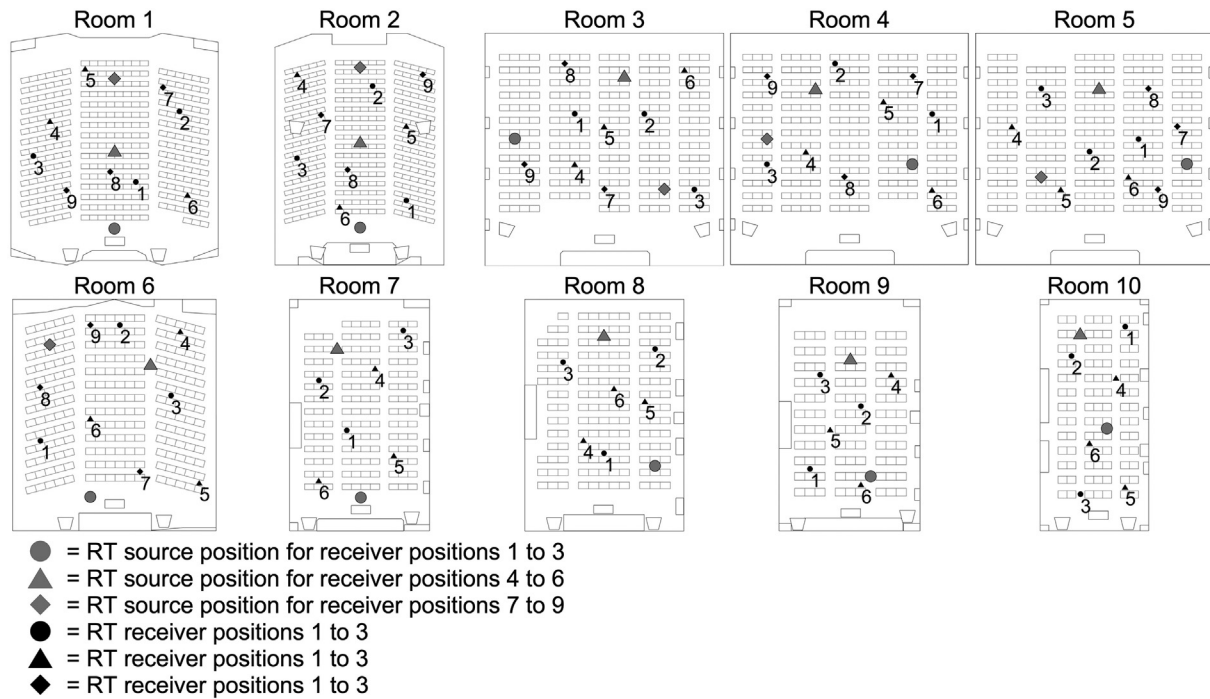 Room 1 Room 2 Room 3 Room 4 Room 5
5 7 2 4 3 1 8 9 6
4 9 2 7 5 3 8 6 1
8 6 1 5 2 9 4 7 3
2 9 7 5 1 3 4 8 6
3 8 4 1 7 2 5 6 9
Room 6 Room 7 Room 8 Room 9 Room 10
9 2 4 8 3 6 1 7 5
3 4 2 1 5 6
2 3 6 5 4 1
3 4 2 5 1 6
1 2 4 6 3 5
= RT source position for receiver positions 1 to 3
= RT source position for receiver positions 4 to 6
= RT source position for receiver positions 7 to 9
= RT receiver positions 1 to 3
= RT receiver positions 1 to 3
= RT receiver positions 1 to 3